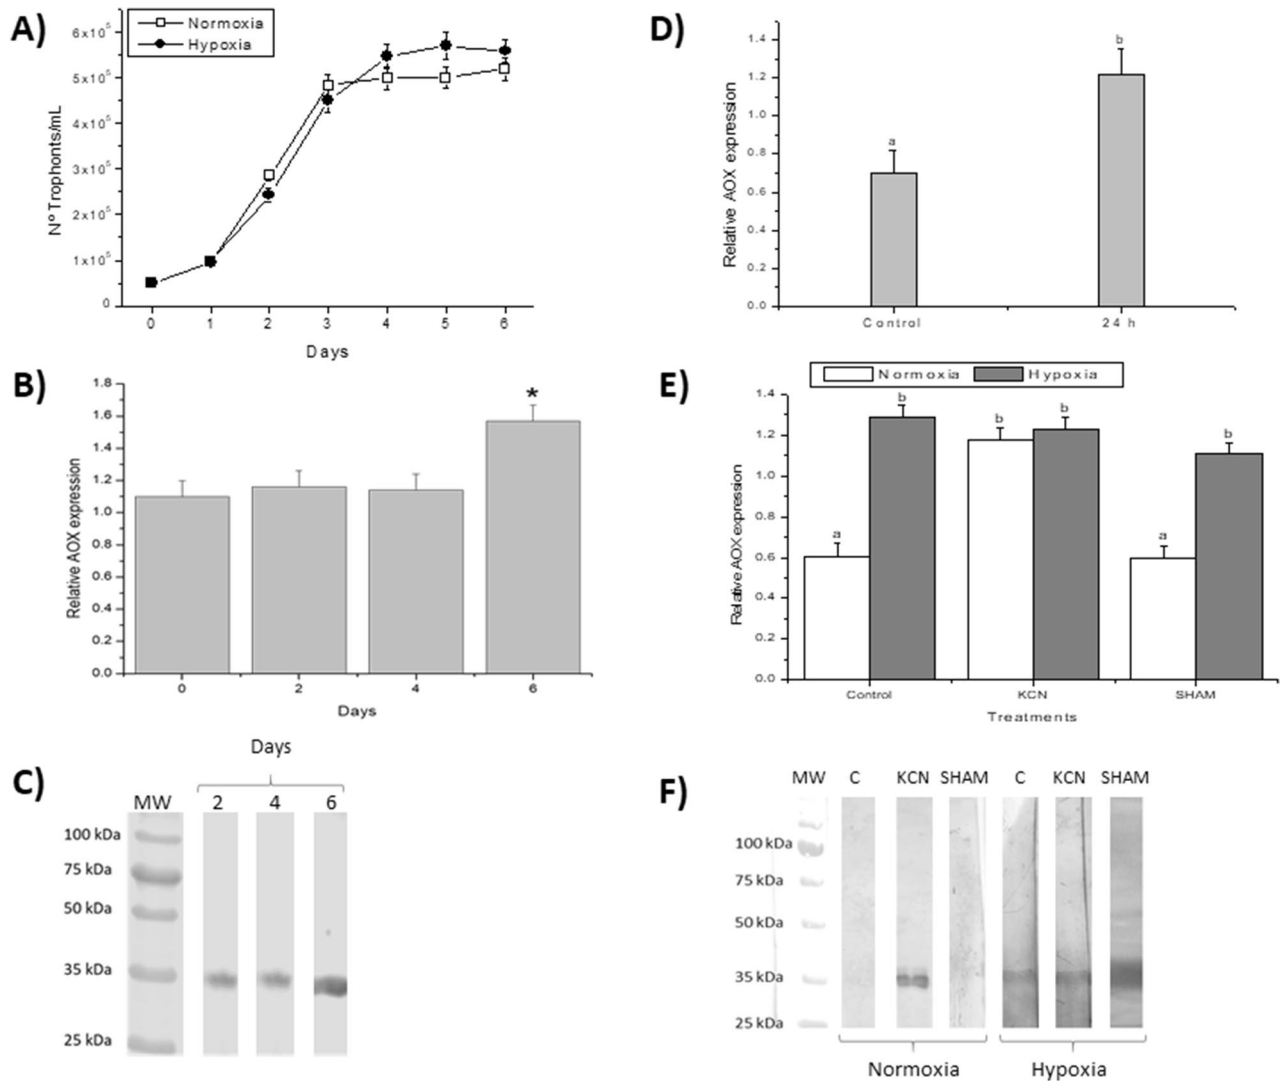 A)
Normoxia
Hypoxia
6x10⁵
5x10⁵
4x10⁵
3x10⁵
2x10⁵
1x10⁵
0
Nº Trophonts/mL
0 1 2 3 4 5 6
Days
B)
1.8
1.6
1.4
1.2
1.0
0.8
0.6
0.4
0.2
0.0
Relative AOX expression
*
0 2 4 6
Days
C)
Days
MW 2 4 6
100 kDa
75 kDa
50 kDa
35 kDa
25 kDa
D)
1.4
1.2
1.0
0.8
0.6
0.4
0.2
0.0
Relative AOX expression
a b
Control 24 h
E)
Normoxia Hypoxia
1.4
1.2
1.0
0.8
0.6
0.4
0.2
0.0
Relative AOX expression
a b b b a b
Control KCN SHAM
Treatments
F)
MW C KCN SHAM C KCN SHAM
100 kDa
75 kDa
50 kDa
35 kDa
25 kDa
Normoxia Hypoxia